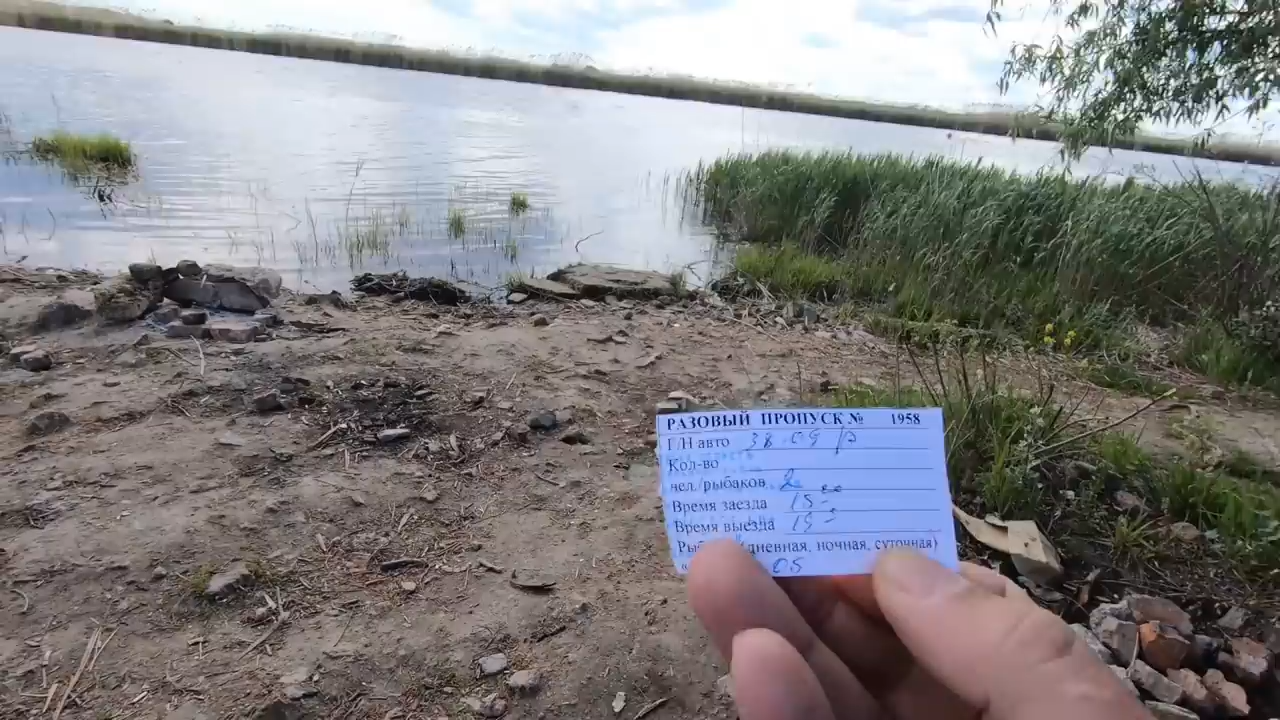 РАЗОВЫЙ ПРОПУСК № 1958
Г/Н авто 38-09 р
Кол-во
чел./рыбаков 2
Время заезда 15-00
Время выезда 15-
дневная, ночная, суточная)
05